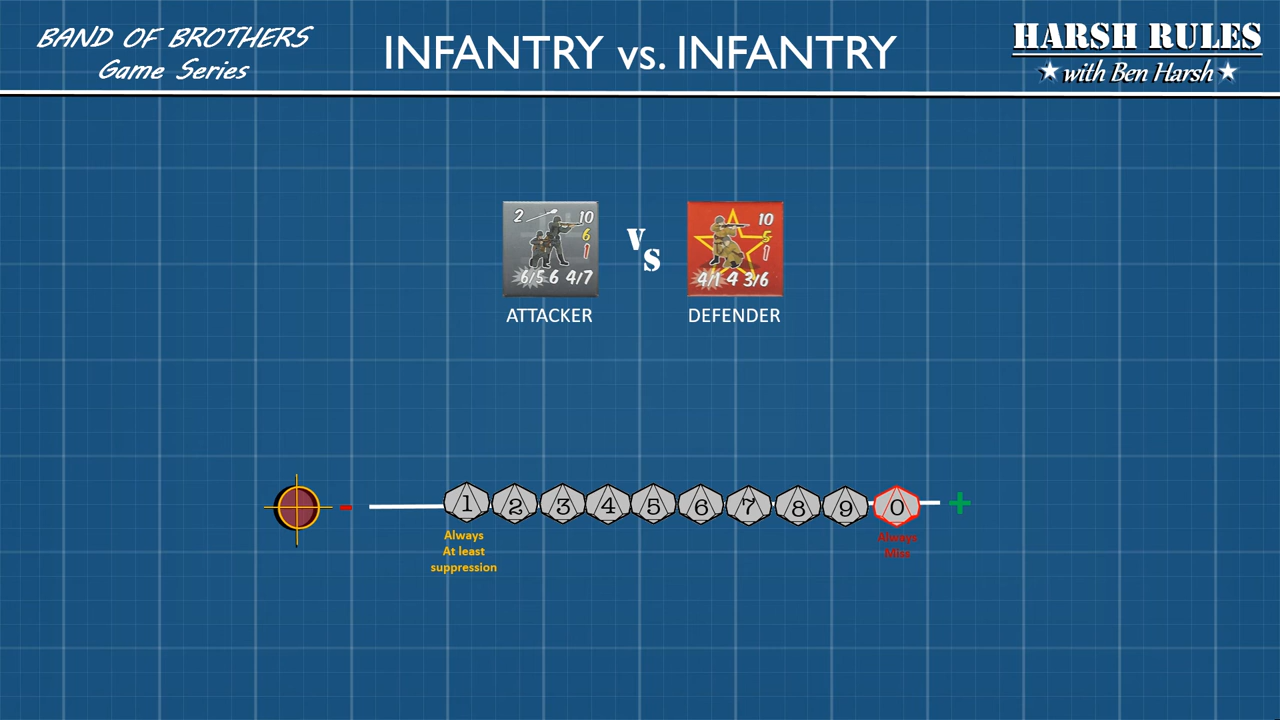 BAND OF BROTHERS
Game Series
INFANTRY vs. INFANTRY
HARSH RULES
with Ben Harsh
2 10
6
1
6/5 6 4/7
VS
10
5
1
4/1 4 3/6
ATTACKER
DEFENDER
- 1 2 3 4 5 6 7 8 9 0 +
Always
At least
suppression
Always
Miss